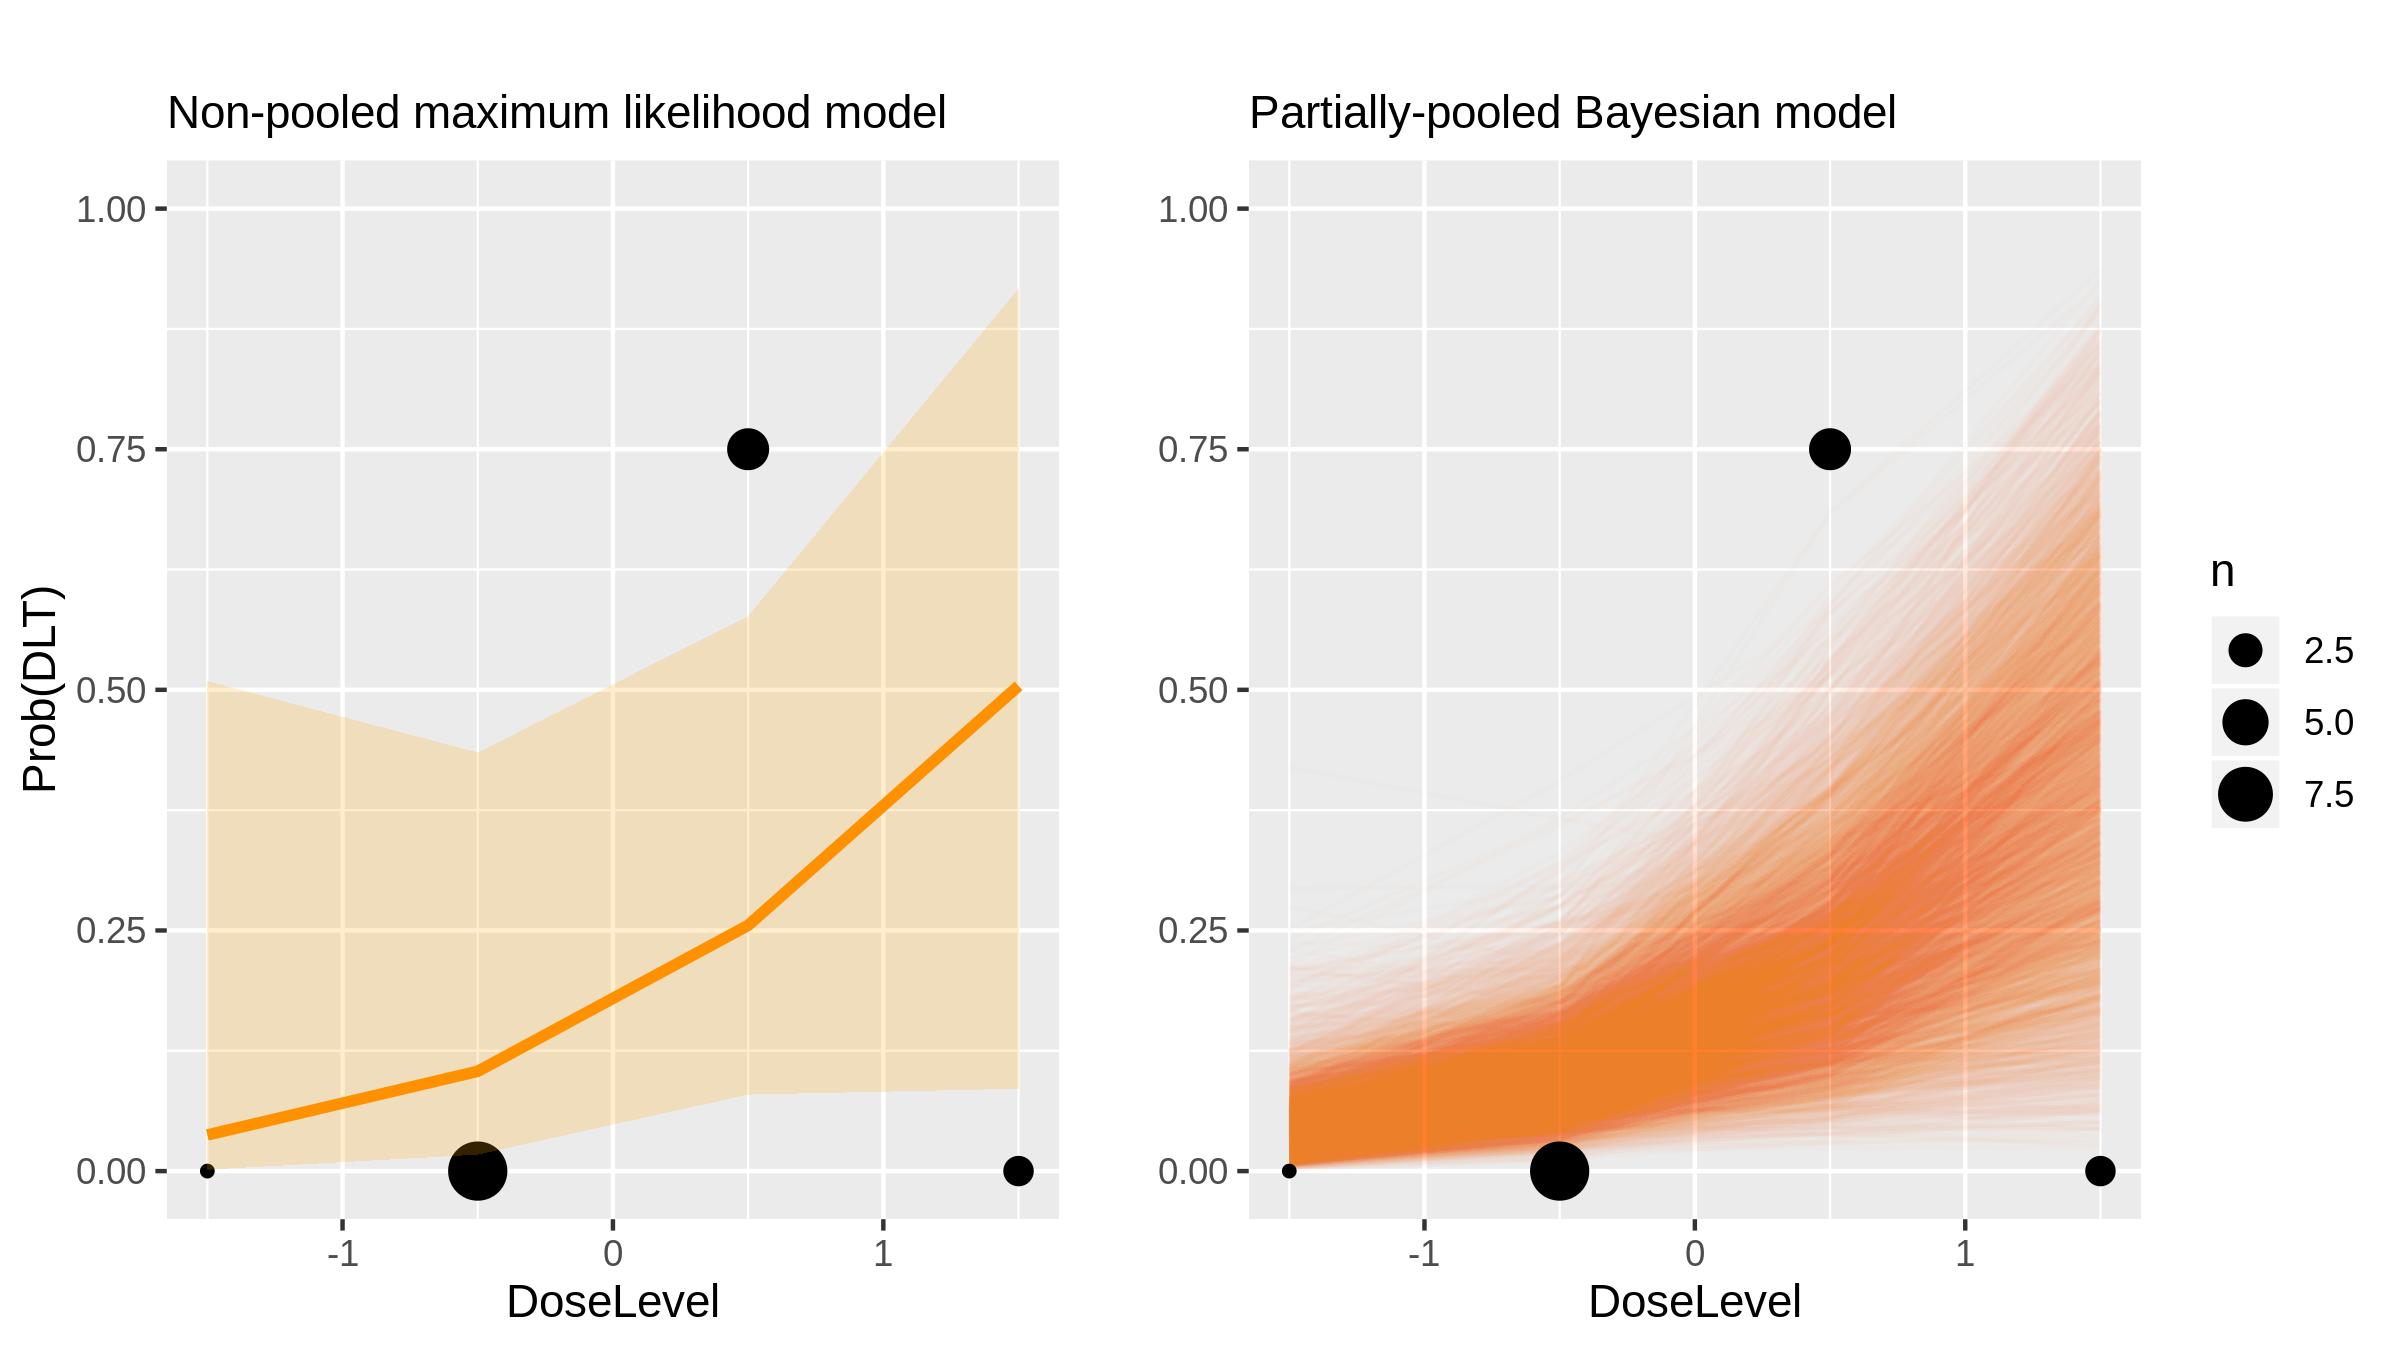 Non-pooled maximum likelihood model
Prob(DLT)
1.00
0.75
0.50
0.25
0.00
-1 0 1
DoseLevel
Partially-pooled Bayesian model
1.00
0.75
0.50
0.25
0.00
-1 0 1
DoseLevel
n
2.5
5.0
7.5